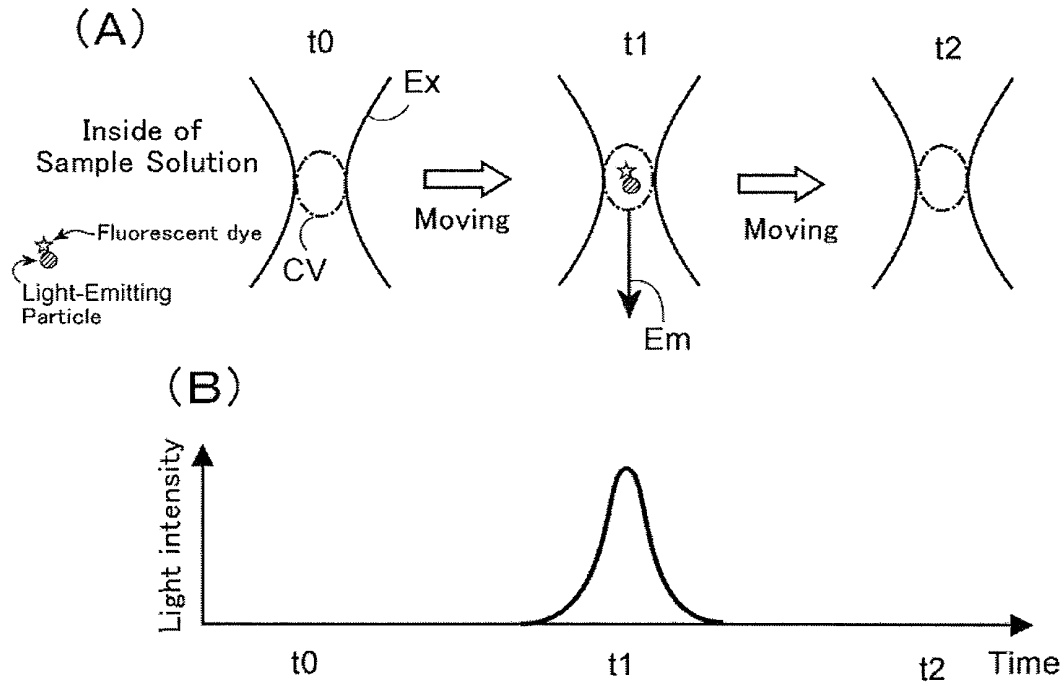 (A)
t0
t1
t2
Ex
Inside of
Sample Solution
Moving
Moving
Fluorescent dye
CV
Light-Emitting
Particle
Em
(B)
Light intensity
t0
t1
t2
Time